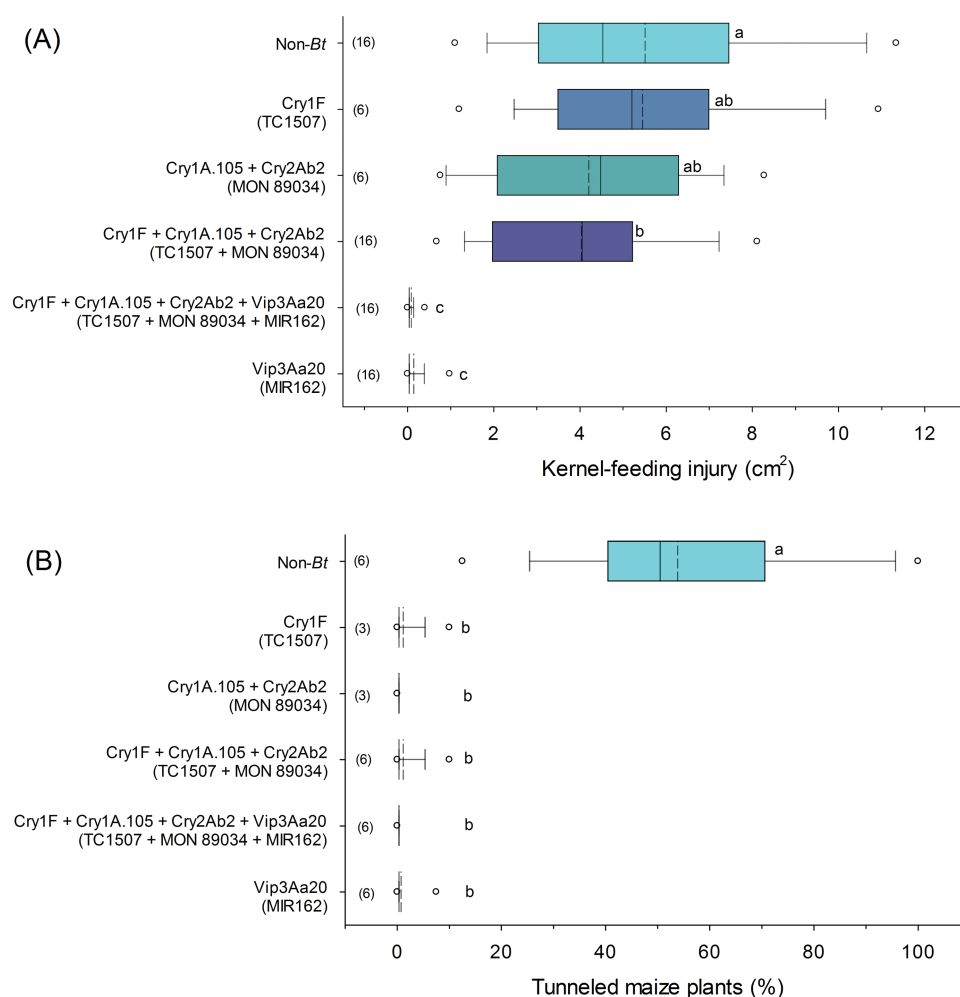 (A)
Non-Bt (16) a
Cry1F (6) ab
(TC1507)
Cry1A.105 + Cry2Ab2 (6) ab
(MON 89034)
Cry1F + Cry1A.105 + Cry2Ab2 (16) b
(TC1507 + MON 89034)
Cry1F + Cry1A.105 + Cry2Ab2 + Vip3Aa20 (16) c
(TC1507 + MON 89034 + MIR162)
Vip3Aa20 (16) c
(MIR162)
0 2 4 6 8 10 12
Kernel-feeding injury (cm²)
(B)
Non-Bt (6) a
Cry1F (3) b
(TC1507)
Cry1A.105 + Cry2Ab2 (3) b
(MON 89034)
Cry1F + Cry1A.105 + Cry2Ab2 (6) b
(TC1507 + MON 89034)
Cry1F + Cry1A.105 + Cry2Ab2 + Vip3Aa20 (6) b
(TC1507 + MON 89034 + MIR162)
Vip3Aa20 (6) b
(MIR162)
0 20 40 60 80 100
Tunneled maize plants (%)